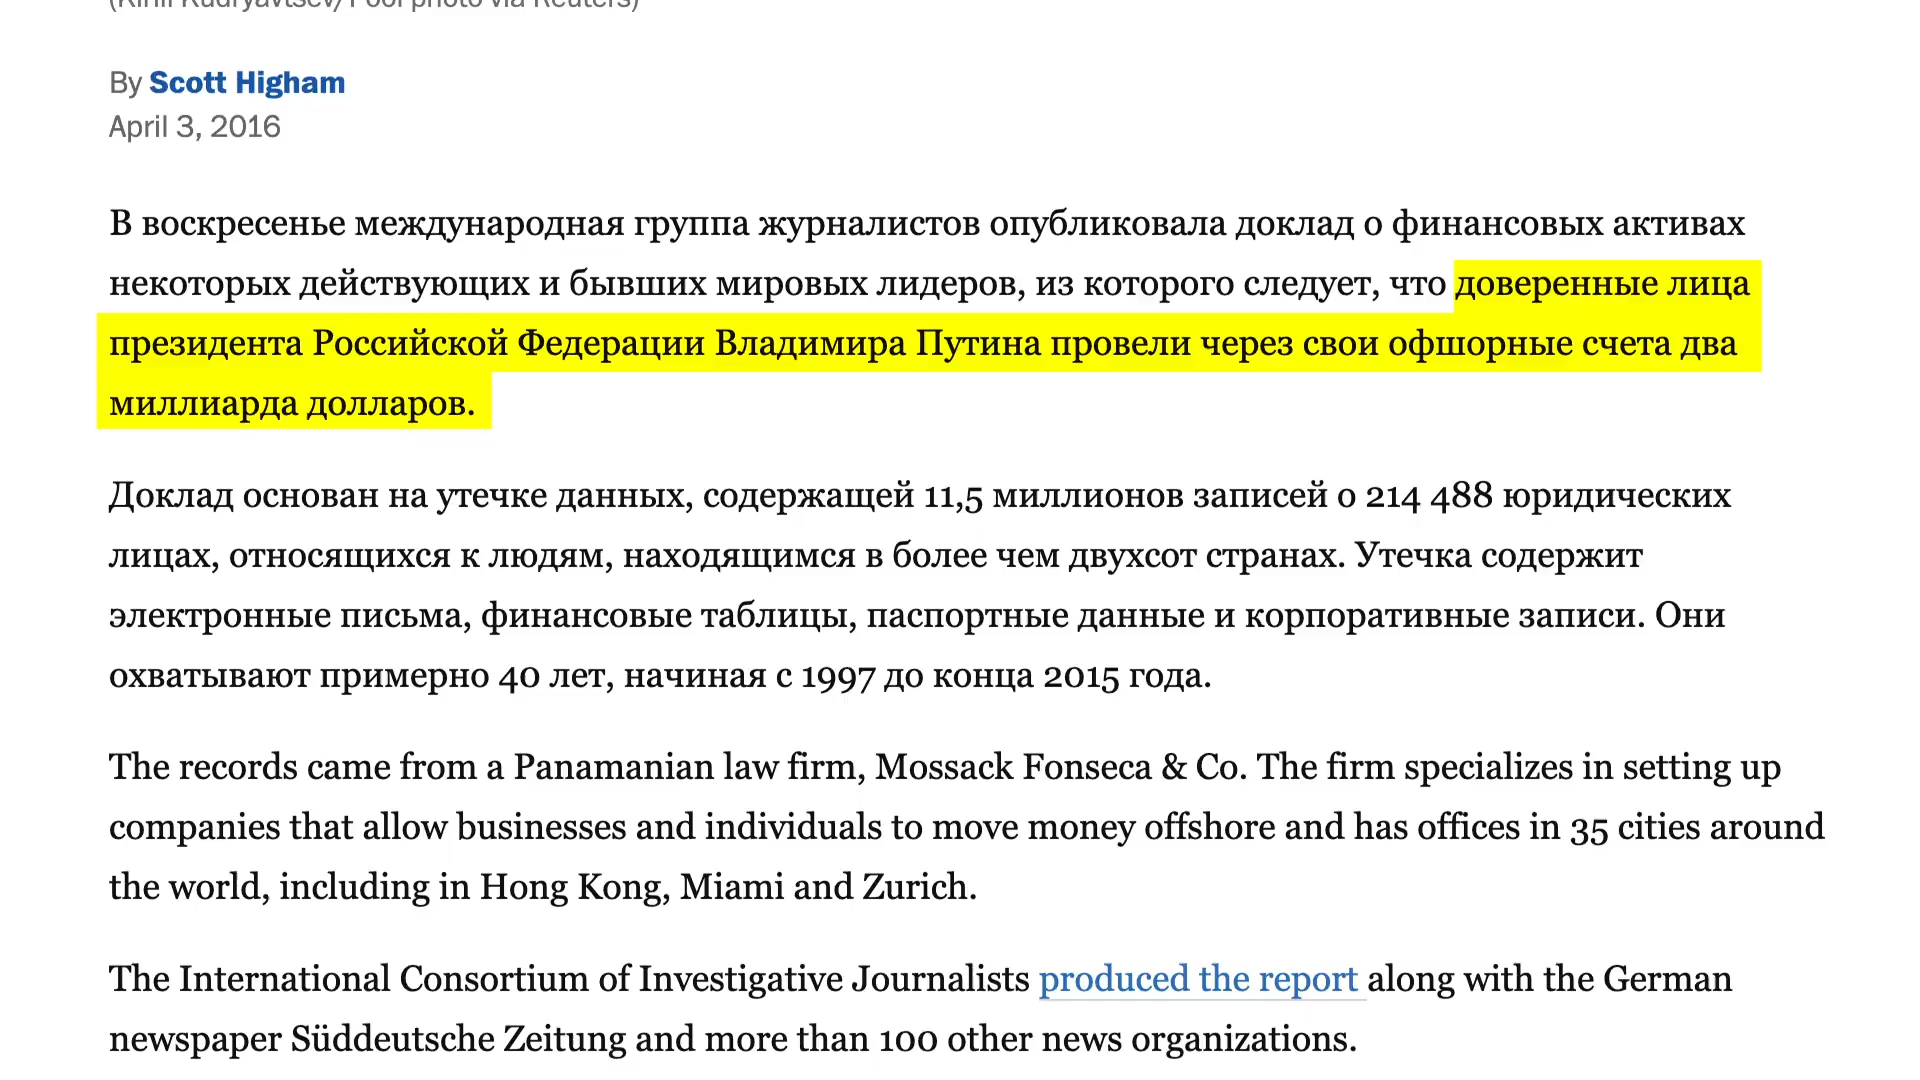 (Kirill Kudryavtsev/Pool photo via Reuters)
By Scott Higham
April 3, 2016
В воскресенье международная группа журналистов опубликовала доклад о финансовых активах
некоторых действующих и бывших мировых лидеров, из которого следует, что доверенные лица
президента Российской Федерации Владимира Путина провели через свои офшорные счета два
миллиарда долларов.
Доклад основан на утечке данных, содержащей 11,5 миллионов записей о 214 488 юридических
лицах, относящихся к людям, находящимся в более чем двухсот странах. Утечка содержит
электронные письма, финансовые таблицы, паспортные данные и корпоративные записи. Они
охватывают примерно 40 лет, начиная с 1997 до конца 2015 года.
The records came from a Panamanian law firm, Mossack Fonseca & Co. The firm specializes in setting up
companies that allow businesses and individuals to move money offshore and has offices in 35 cities around
the world, including in Hong Kong, Miami and Zurich.
The International Consortium of Investigative Journalists produced the report along with the German
newspaper Süddeutsche Zeitung and more than 100 other news organizations.